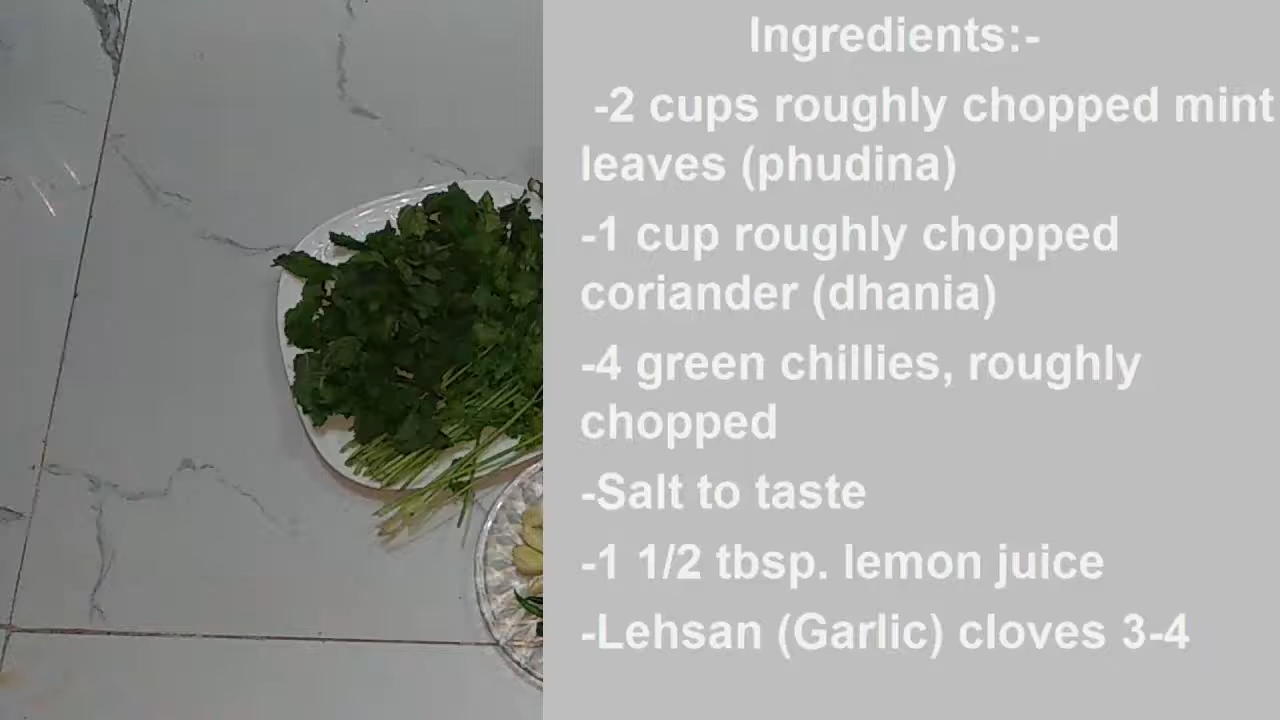 Ingredients:-
-2 cups roughly chopped mint
leaves (phudina)
-1 cup roughly chopped
coriander (dhania)
-4 green chillies, roughly
chopped
-Salt to taste
-1 1/2 tbsp. lemon juice
-Lehsan (Garlic) cloves 3-4